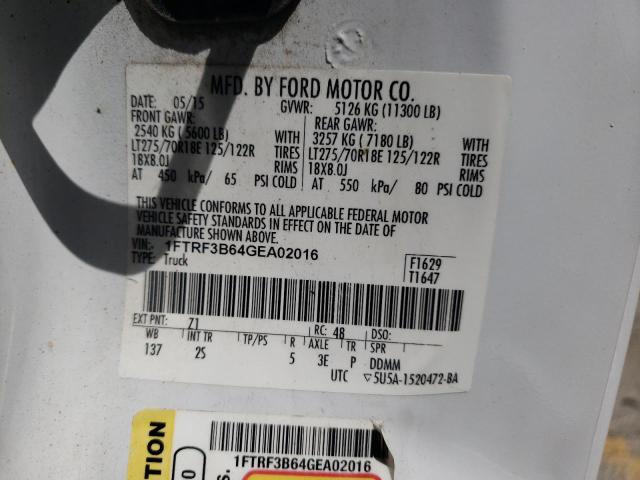 MFD. BY FORD MOTOR CO.
DATE: 05/15 GVWR: 5126 KG (11300 LB)
FRONT GAWR: REAR GAWR:
2540 KG (5600 LB) WITH 3257 KG (7180 LB) WITH
LT275/70R18E 125/122R TIRES LT275/70R18E 125/122R TIRES
18X8.0J RIMS 18X8.0J RIMS
AT 450 kPa/ 65 PSI COLD AT 550 kPa/ 80 PSI COLD
THIS VEHICLE CONFORMS TO ALL APPLICABLE FEDERAL MOTOR
VEHICLE SAFETY STANDARDS IN EFFECT ON THE DATE OF
MANUFACTURE SHOWN ABOVE.
VIN: 1FTRF3B64GEA02016
TYPE: Truck F1629
T1647
EXT PNT: Z1 RC: 48 DSO:
WB INT TR TP/PS R AXLE TR SPR
137 2S 5 3E P DDMM
UTC ▽5U5A-1520472-BA
1FTRF3B64GEA02016